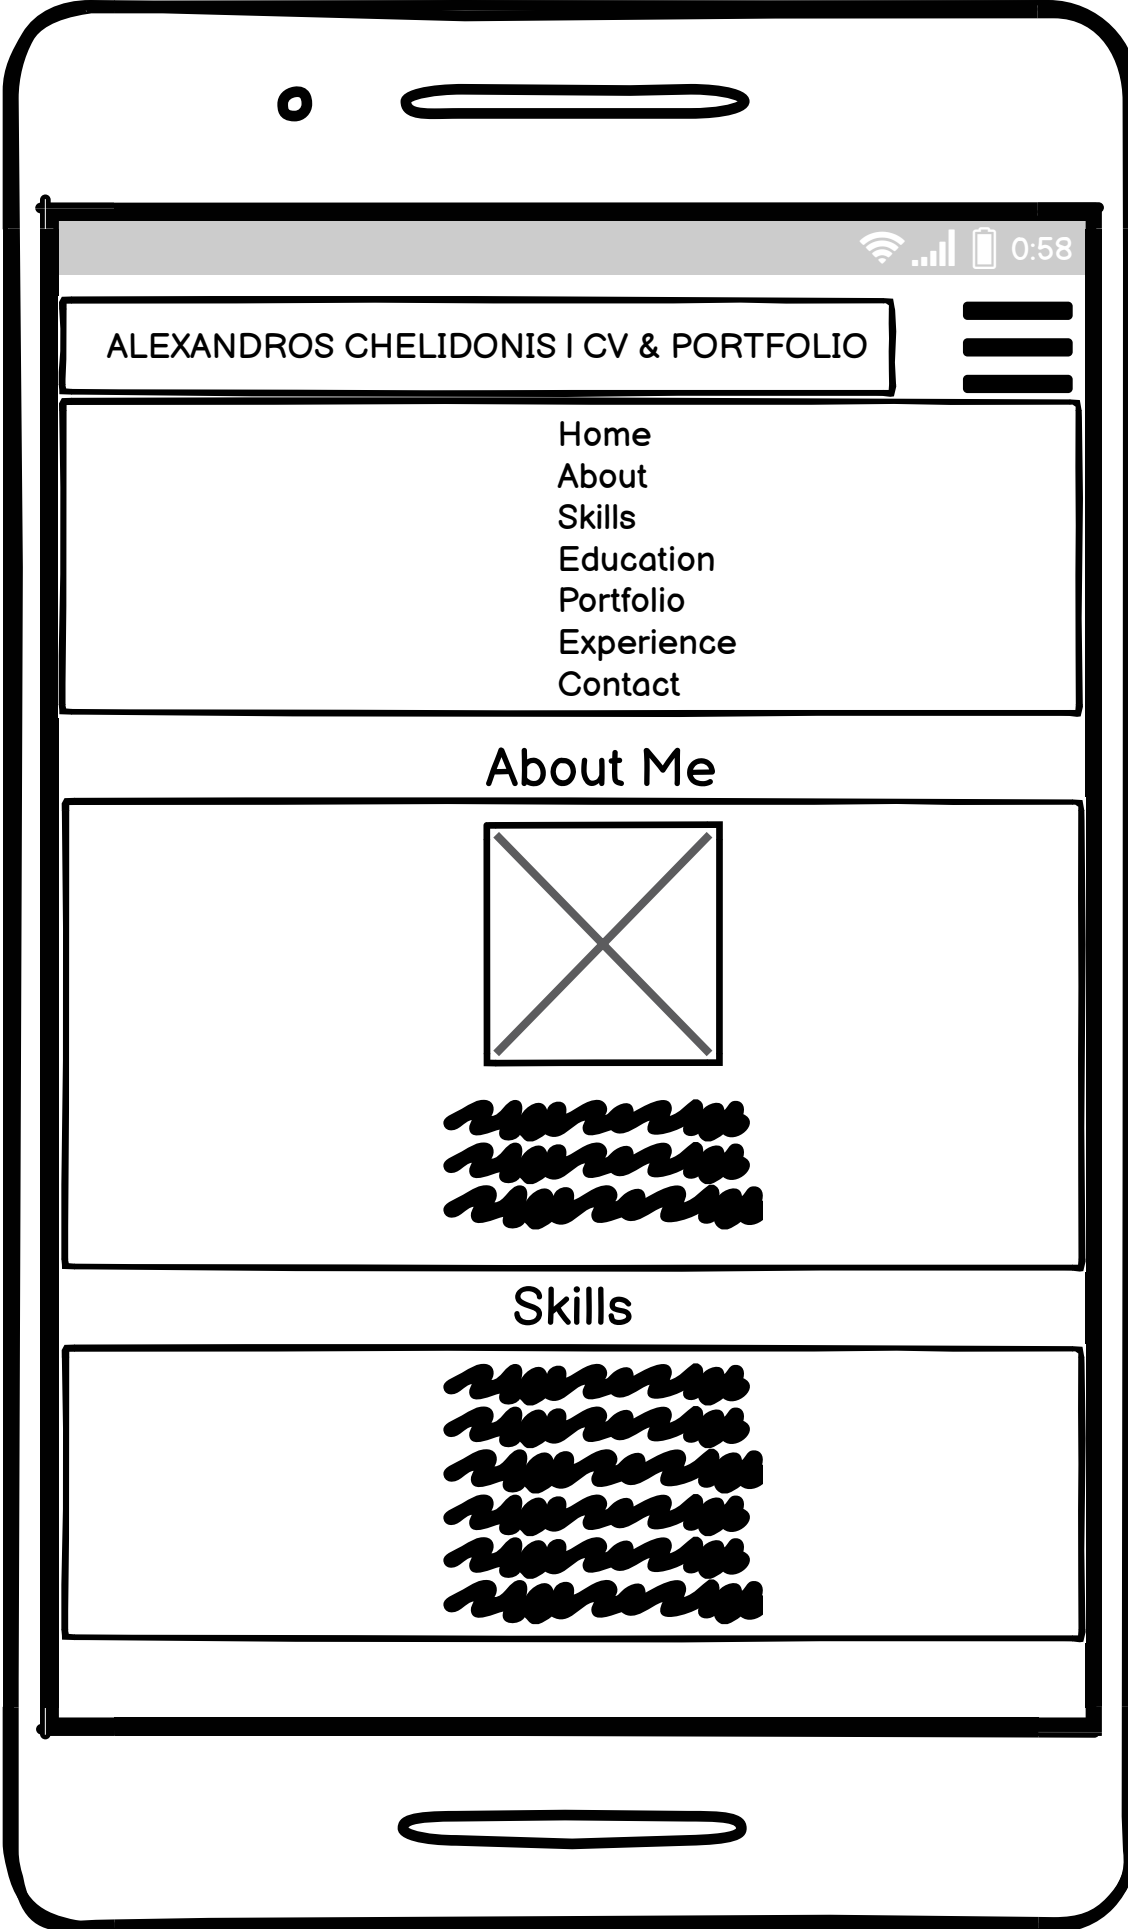 0:58
ALEXANDROS CHELIDONIS | CV & PORTFOLIO
Home
About
Skills
Education
Portfolio
Experience
Contact
About Me
Skills